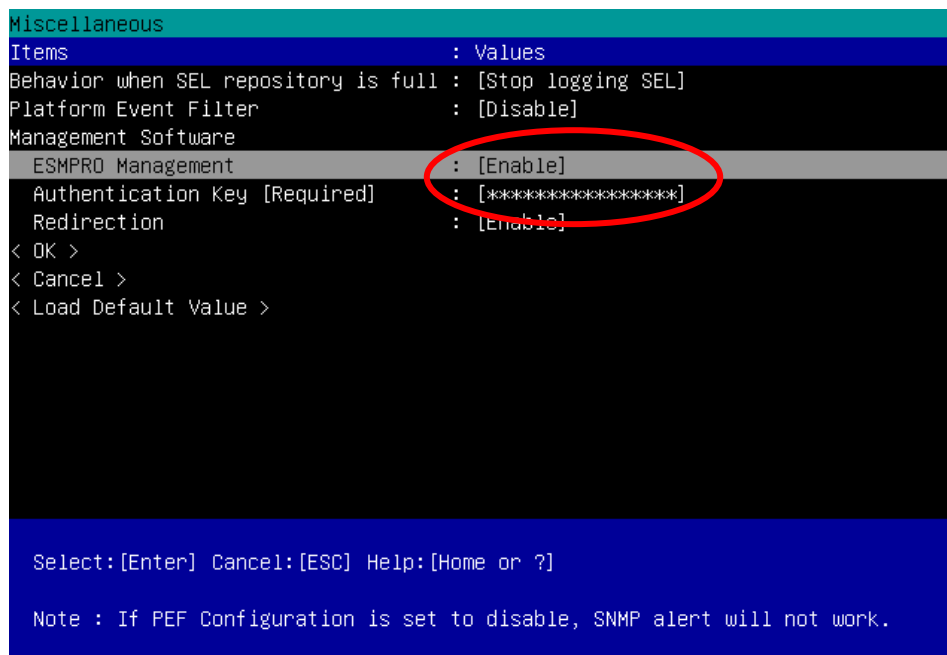 Miscellaneous
Items : Values
Behavior when SEL repository is full : [Stop logging SEL]
Platform Event Filter : [Disable]
Management Software
ESMPRO Management : [Enable]
Authentication Key [Required] : [****************]
Redirection : [Enable]
< OK >
< Cancel >
< Load Default Value >
Select:[Enter] Cancel:[ESC] Help:[Home or ?]
Note : If PEF Configuration is set to disable, SNMP alert will not work.